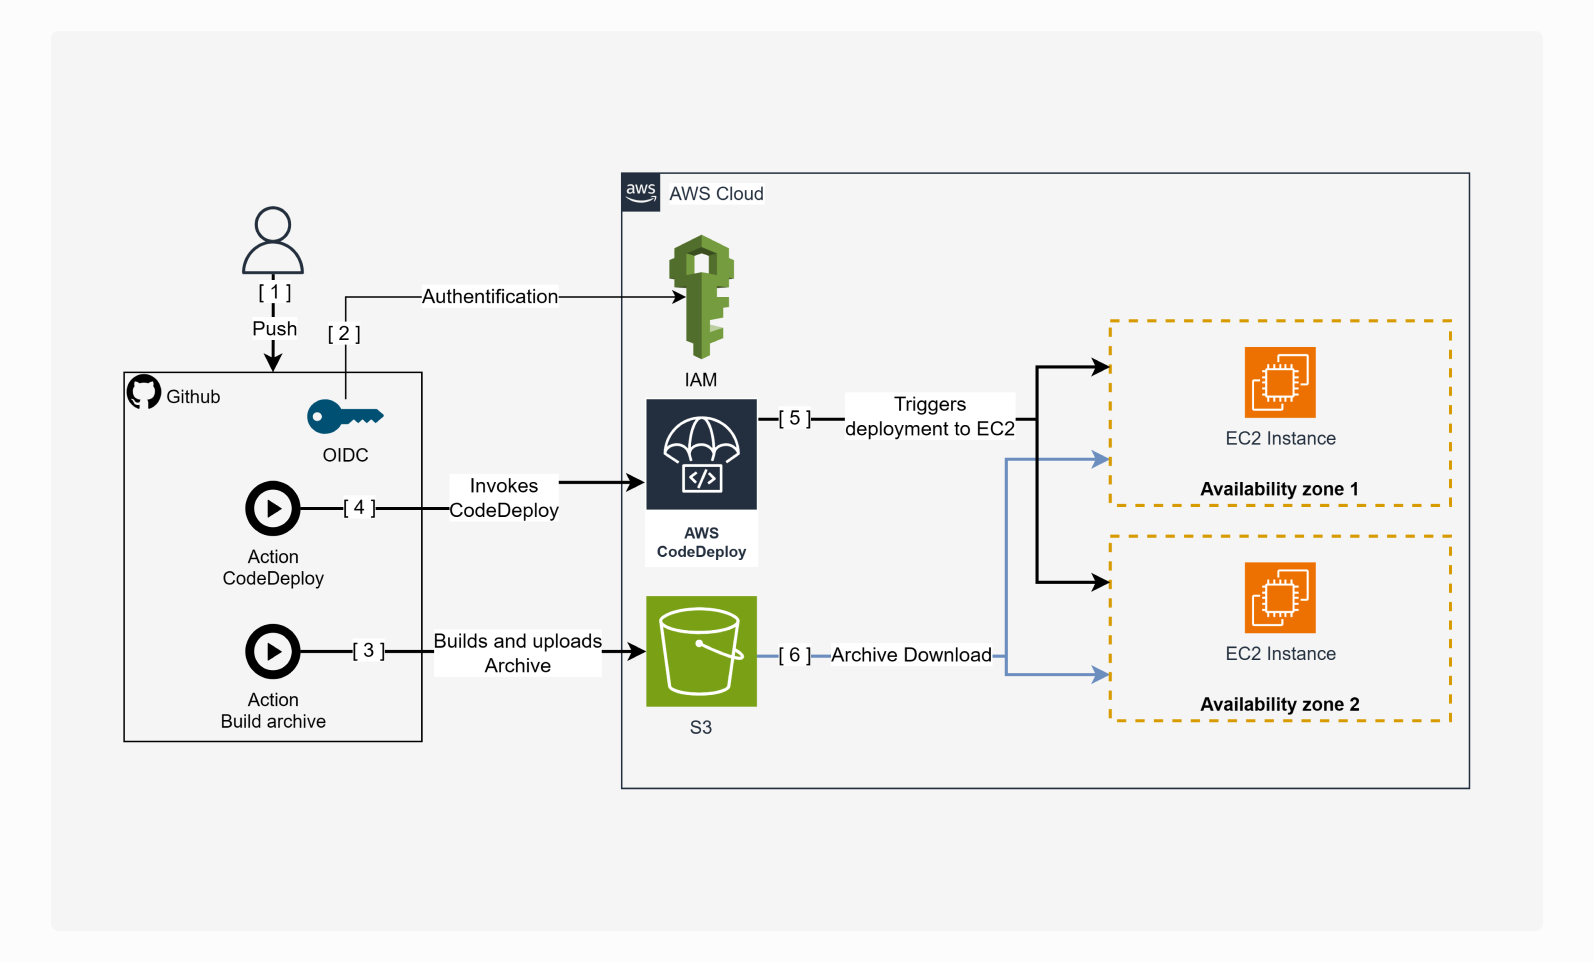 aws
AWS Cloud
[ 1 ]
Push
Authentification
[ 2 ]
IAM
Github
OIDC
[ 5 ]
Triggers
deployment to EC2
EC2 Instance
Availability zone 1
[ 4 ]
Invokes
CodeDeploy
Action
CodeDeploy
</>
AWS
CodeDeploy
EC2 Instance
Availability zone 2
[ 3 ]
Builds and uploads
Archive
[ 6 ]
Archive Download
Action
Build archive
S3